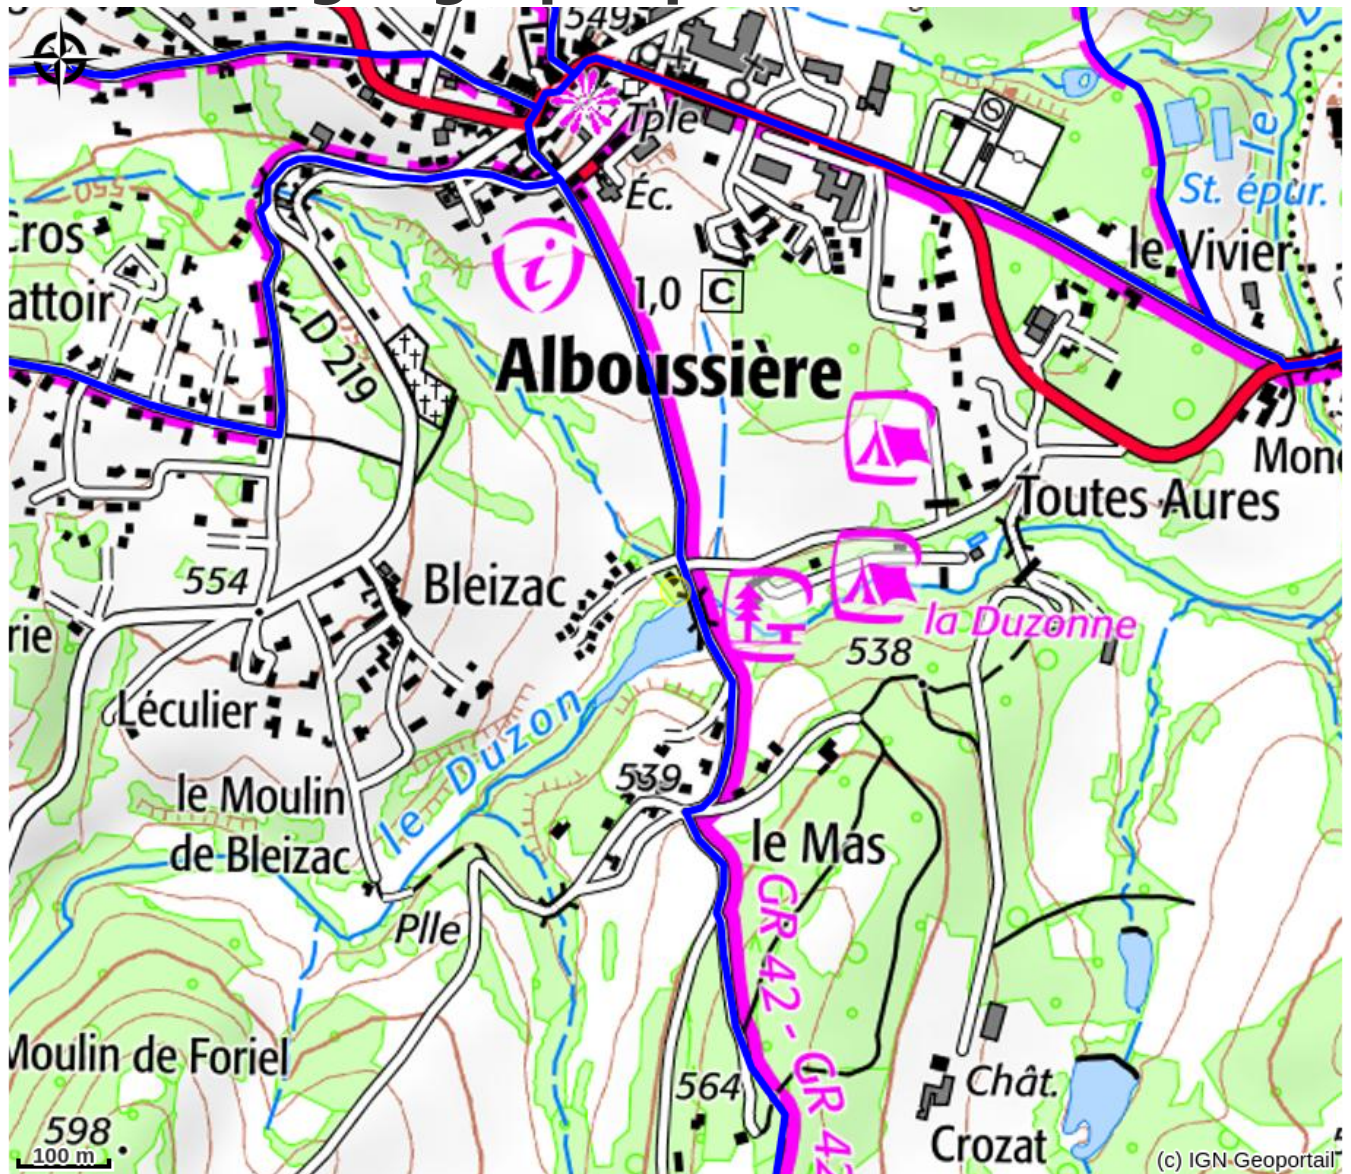 549
Tple
le
Éc.
St. épur.
550
Cros
le Vivier
attoir
1,0 C
D 219
Alboussière
Toutes Aures
554
Bleizac
la Duzonne
rie
538
Léculier
le Duzon
539
le Moulin
de Bleizac
le Mas
Plle
GR 42 - GR 42
Moulin de Foriel
564
Chât.
Crozat
598
100 m
(c) IGN Geoportail